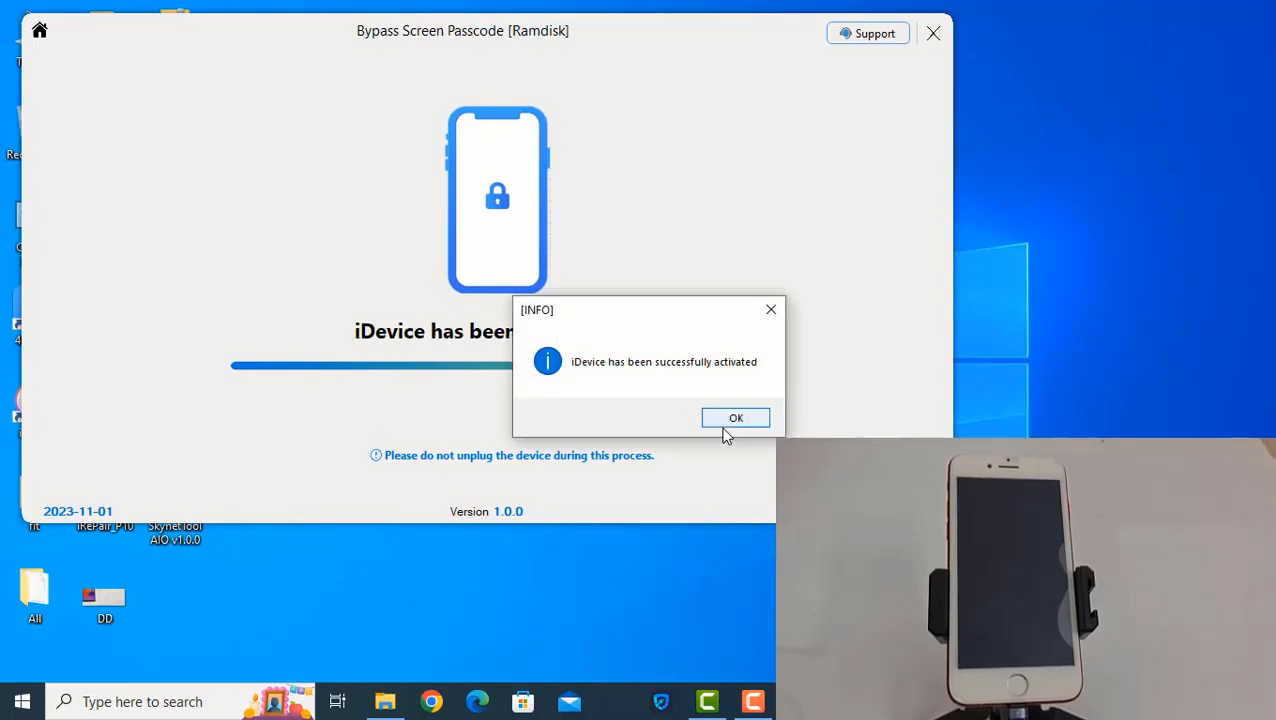 Bypass Screen Passcode [Ramdisk]
Support
iDevice has been
[INFO]
iDevice has been successfully activated
OK
Please do not unplug the device during this process.
2023-11-01
Version 1.0.0
iRepair_P10
SkynetTool
AIO v1.0.0
All
DD
Type here to search